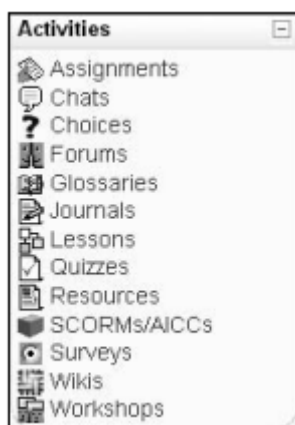 Activities
Assignments
Chats
Choices
Forums
Glossaries
Journals
Lessons
Quizzes
Resources
SCORMs/AICCs
Surveys
Wikis
Workshops